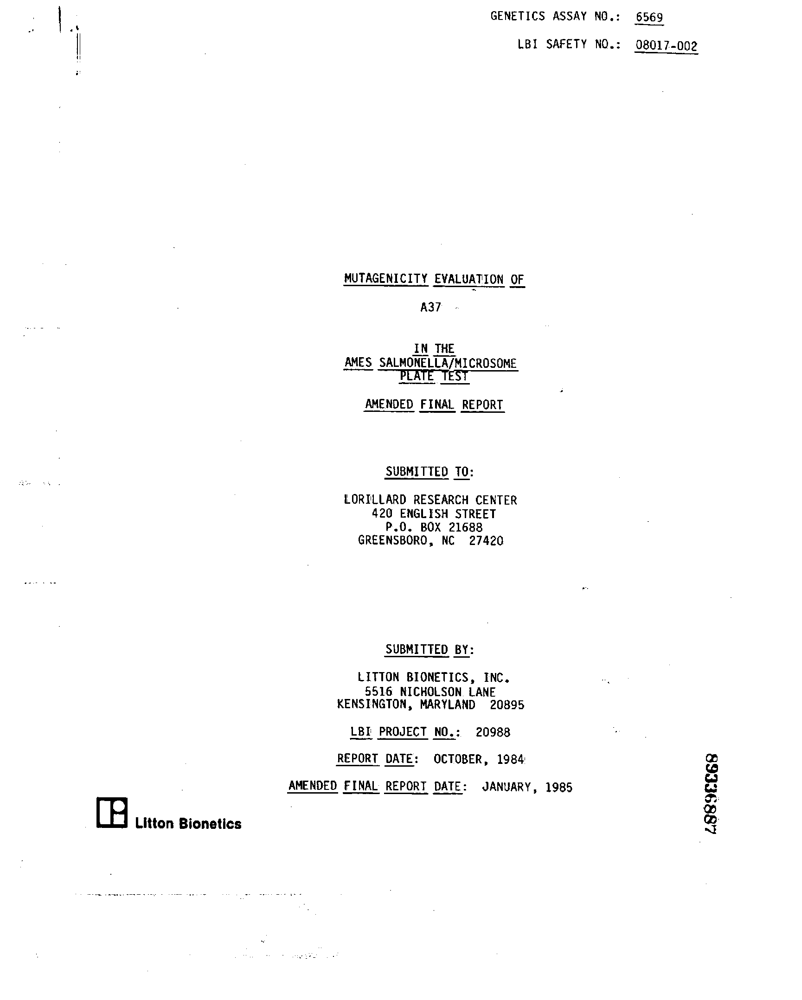 GENETICS ASSAY NO.: 6569
LBI SAFETY NO.: 08017-002
MUTAGENICITY EVALUATION OF
A37
IN THE
AMES SALMONELLA/MICROSOME
PLATE TEST
AMENDED FINAL REPORT
SUBMITTED TO:
LORILLARD RESEARCH CENTER
420 ENGLISH STREET
P.O. BOX 21688
GREENSBORO, NC 27420
SUBMITTED BY:
LITTON BIONETICS, INC.
5516 NICHOLSON LANE
KENSINGTON, MARYLAND 20895
LBI PROJECT NO.: 20988
REPORT DATE: OCTOBER, 1984
AMENDED FINAL REPORT DATE: JANUARY, 1985
Litton Bionetics
89336887